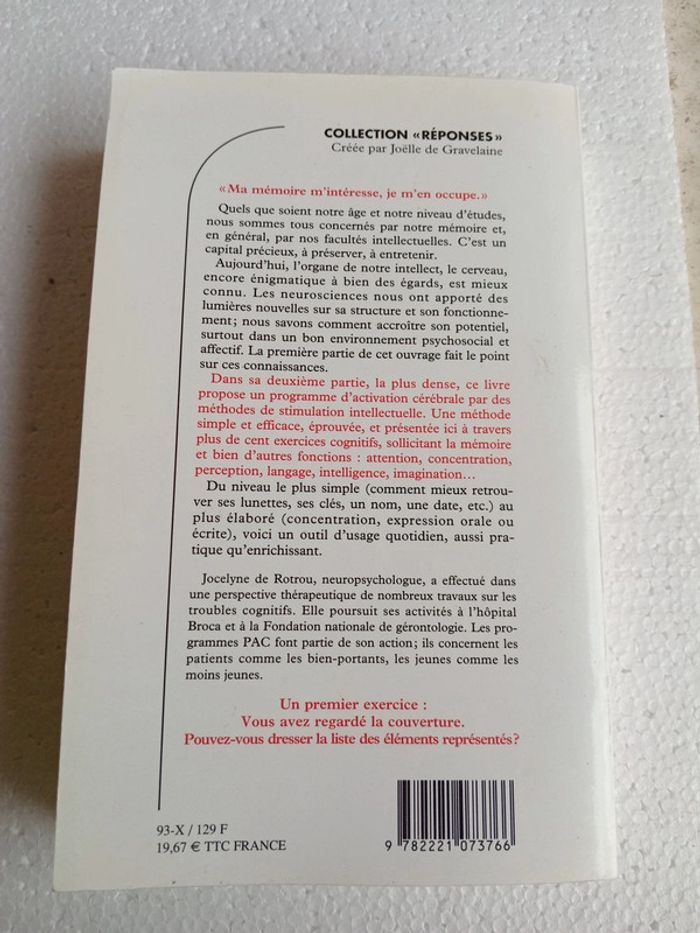 COLLECTION «RÉPONSES»
Créée par Joëlle de Gravelaine
«Ma mémoire m'intéresse, je m'en occupe.»
Quels que soient notre âge et notre niveau d'études,
nous sommes tous concernés par notre mémoire et,
en général, par nos facultés intellectuelles. C'est un
capital précieux, à préserver, à entretenir.
Aujourd'hui, l'organe de notre intellect, le cerveau,
encore énigmatique à bien des égards, est mieux
connu. Les neurosciences nous ont apporté des
lumières nouvelles sur sa structure et son fonctionne-
ment; nous savons comment accroître son potentiel,
surtout dans un bon environnement psychosocial et
affectif. La première partie de cet ouvrage fait le point
sur ces connaissances.
Dans sa deuxième partie, la plus dense, ce livre
propose un programme d'activation cérébrale par des
méthodes de stimulation intellectuelle. Une méthode
simple et efficace, éprouvée, et présentée ici à travers
plus de cent exercices cognitifs, sollicitant la mémoire
et bien d'autres fonctions : attention, concentration,
perception, langage, intelligence, imagination...
Du niveau le plus simple (comment mieux retrou-
ver ses lunettes, ses clés, un nom, une date, etc.) au
plus élaboré (concentration, expression orale ou
écrite), voici un outil d'usage quotidien, aussi pra-
tique qu'enrichissant.
Jocelyne de Rotrou, neuropsychologue, a effectué dans
une perspective thérapeutique de nombreux travaux sur les
troubles cognitifs. Elle poursuit ses activités à l'hôpital
Broca et à la Fondation nationale de gérontologie. Les pro-
grammes PAC font partie de son action; ils concernent les
patients comme les bien-portants, les jeunes comme les
moins jeunes.
Un premier exercice :
Vous avez regardé la couverture.
Pouvez-vous dresser la liste des éléments représentés?
93-X / 129 F
19,67 € TTC FRANCE
9 782221 073766